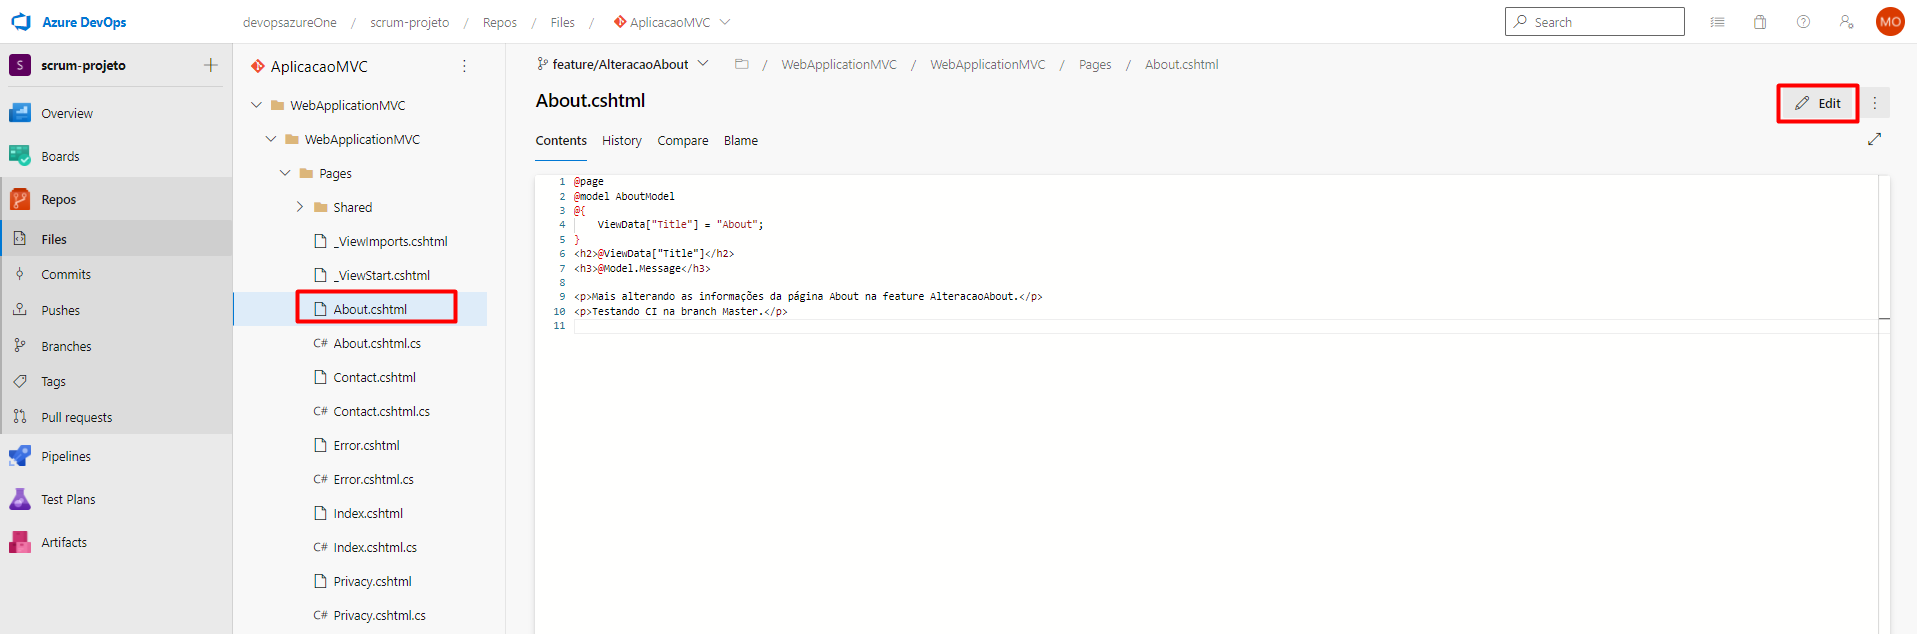 Azure DevOps
devopsazureOne / scrum-projeto / Repos / Files / AplicacaoMVC
Search
MO
S scrum-projeto
Overview
Boards
Repos
Files
Commits
Pushes
Branches
Tags
Pull requests
Pipelines
Test Plans
Artifacts
AplicacaoMVC
WebApplicationMVC
WebApplicationMVC
Pages
Shared
_ViewImports.cshtml
_ViewStart.cshtml
About.cshtml
C# About.cshtml.cs
Contact.cshtml
C# Contact.cshtml.cs
Error.cshtml
C# Error.cshtml.cs
Index.cshtml
C# Index.cshtml.cs
Privacy.cshtml
C# Privacy.cshtml.cs
feature/AlteracaoAbout / WebApplicationMVC / WebApplicationMVC / Pages / About.cshtml
About.cshtml
Edit
Contents History Compare Blame
1 @page
2 @model AboutModel
3 @{
4 ViewData["Title"] = "About";
5 }
6 <h2>@ViewData["Title"]</h2>
7 <h3>@Model.Message</h3>
8
9 <p>Mais alterando as informações da página About na feature AlteracaoAbout.</p>
10 <p>Testando CI na branch Master.</p>
11